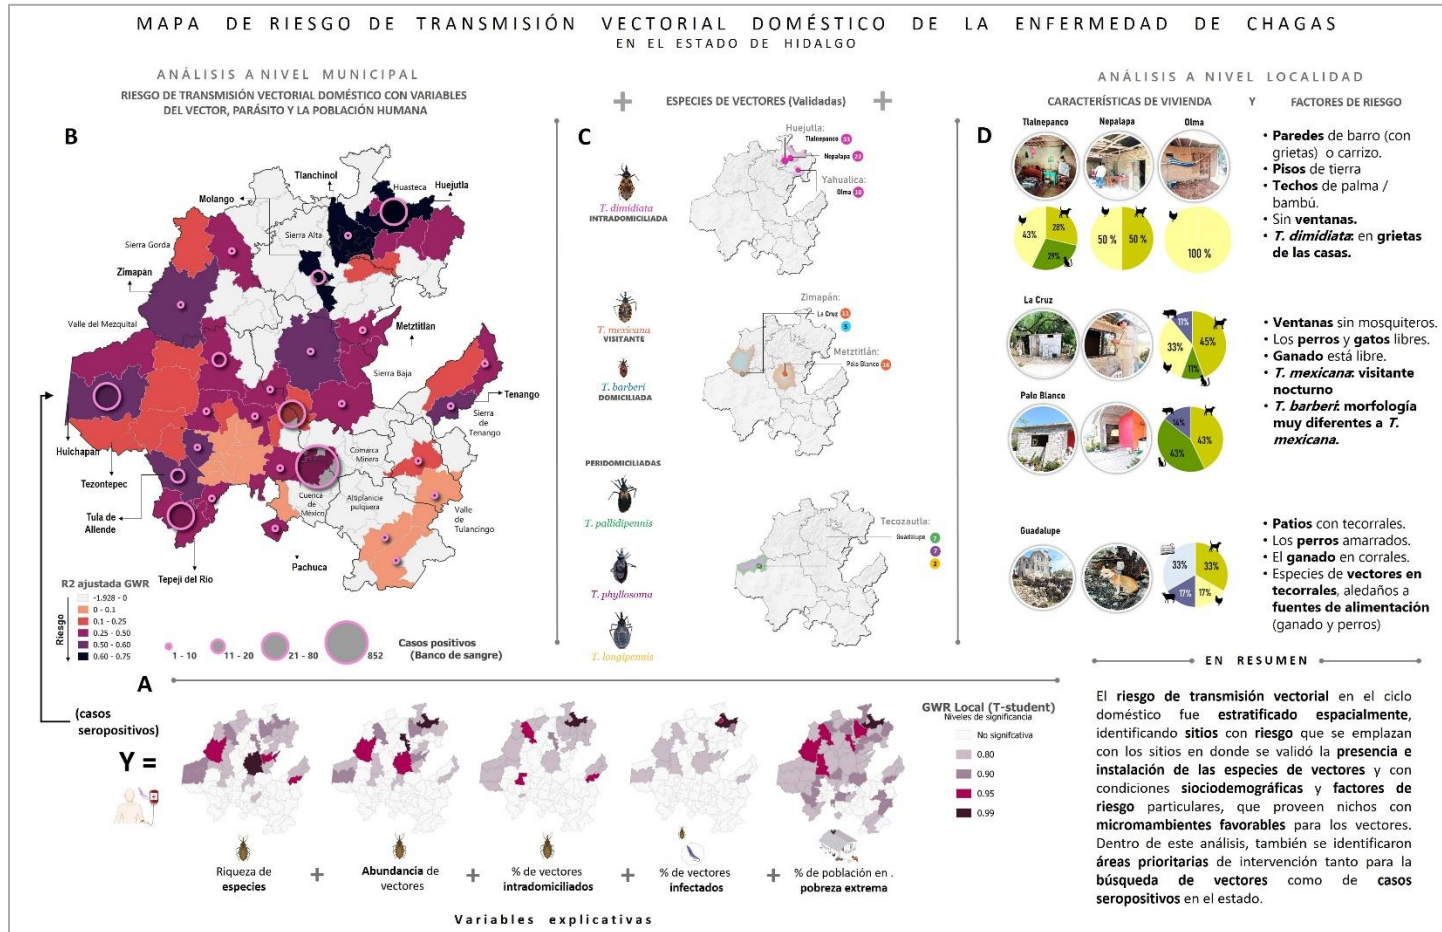 MAPA DE RIESGO DE TRANSMISIÓN VECTORIAL DOMÉSTICO DE LA ENFERMEDAD DE CHAGAS
EN EL ESTADO DE HIDALGO
ANÁLISIS A NIVEL MUNICIPAL
RIESGO DE TRANSMISIÓN VECTORIAL DOMÉSTICO CON VARIABLES
DEL VECTOR, PARÁSITO Y LA POBLACIÓN HUMANA
B
Tlanchinol
Huasteca
Huejutla
Molango
Sierra Alta
Sierra Gorda
Zimapán
Valle del Mezquital
Metztitlán
Sierra Baja
Tenango
Sierra
de
Tenango
Huichapan
Comarca
Minera
Tezontepec
Cuenca
de
México
Altiplanicie
pulquera
Valle
de
Tulancingo
Tula de
Allende
Tepeji del Rio
Pachuca
R2 ajustada GWR
Riesgo
-1.928 - 0
0 - 0.1
0.1 - 0.25
0.25 - 0.50
0.50 - 0.60
0.60 - 0.75
1 - 10
11 - 20
21 - 80
852
Casos positivos
(Banco de sangre)
A
(casos
seropositivos)
Y =
Riqueza de
especies
+
Abundancia de
vectores
+
% de vectores
intradomiciliados
+
% de vectores
infectados
+
% de población en .
pobreza extrema
Variables explicativas
GWR Local (T-student)
Niveles de significancia
No signifcativa
0.80
0.90
0.95
0.99
+ ESPECIES DE VECTORES (Validadas) +
C
Huejutla:
Tlalnepanco 33
Nepalapa 22
Yahualica:
Olma 10
T. dimidiata
INTRADOMICILIADA
Zimapán:
La Cruz 11
5
T. mexicana
VISITANTE
Metztitlán:
Palo Blanco 16
T. barberi
DOMICILIADA
PERIDOMICILIADAS
T. pallidipennis
Tecozautla:
Guadalupe 7
7
2
T. phyllosoma
T. longipennis
ANÁLISIS A NIVEL LOCALIDAD
CARACTERÍSTICAS DE VIVIENDA Y FACTORES DE RIESGO
D
Tlalnepanco
Nepalapa
Olma
43%
28%
29%
50 %
50 %
100 %
• Paredes de barro (con
grietas) o carrizo.
• Pisos de tierra
• Techos de palma /
bambú.
• Sin ventanas.
• T. dimidiata: en grietas
de las casas.
La Cruz
11%
45%
33%
11%
Palo Blanco
14%
43%
43%
• Ventanas sin mosquiteros.
• Los perros y gatos libres.
• Ganado está libre.
• T. mexicana: visitante
nocturno
• T. barberi: morfología
muy diferentes a T.
mexicana.
Guadalupe
33%
33%
17%
17%
• Patios con tecorrales.
• Los perros amarrados.
• El ganado en corrales.
• Especies de vectores en
tecorrales, aledaños a
fuentes de alimentación
(ganado y perros)
EN RESUMEN
El riesgo de transmisión vectorial en el ciclo
doméstico fue estratificado espacialmente,
identificando sitios con riesgo que se emplazan
con los sitios en donde se validó la presencia e
instalación de las especies de vectores y con
condiciones siociodemográficas y factores de
riesgo particulares, que proveen nichos con
micromambientes favorables para los vectores.
Dentro de este análisis, también se identificaron
áreas prioritarias de intervención tanto para la
búsqueda de vectores como de casos
seropositivos en el estado.